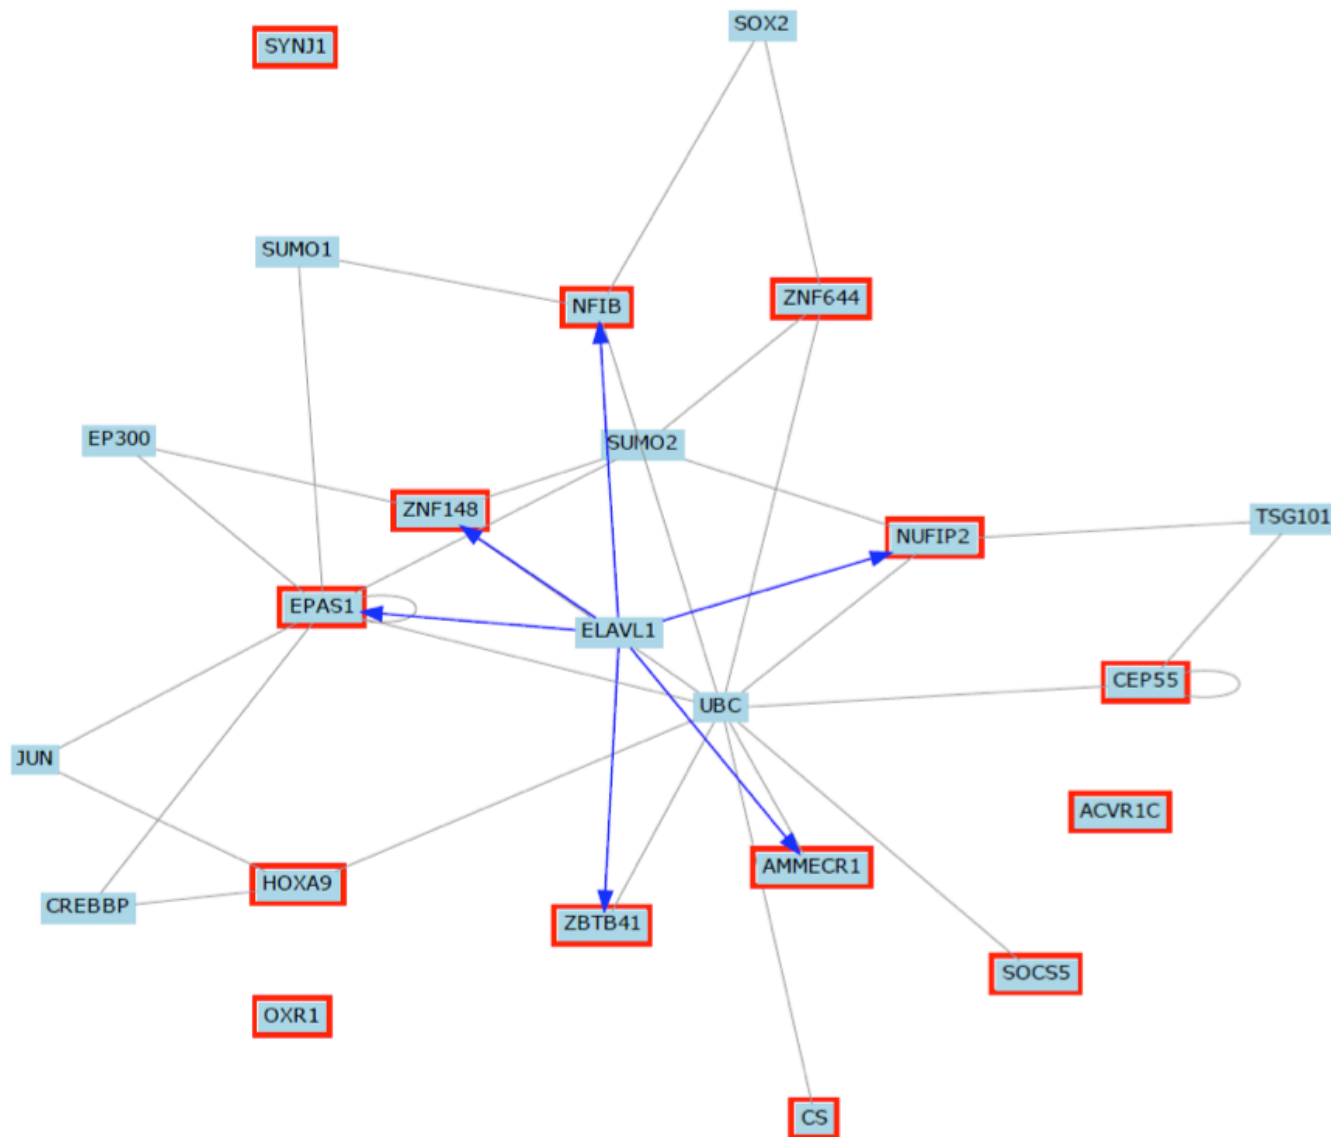 SOX2
SYNJ1
SUMO1
NFIB
ZNF644
EP300
SUMO2
ZNF148
NUFIP2
TSG101
EPAS1
ELAVL1
CEP55
UBC
JUN
ACVR1C
HOXA9
AMMECR1
CREBBP
ZBTB41
SOCS5
OXR1
CS